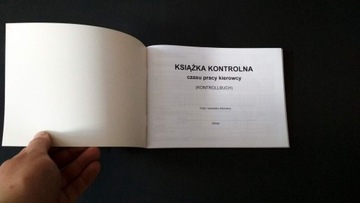 KSIĄŻKA KONTROLNA
czasu pracy kierowcy
(KONTROLLBUCH)